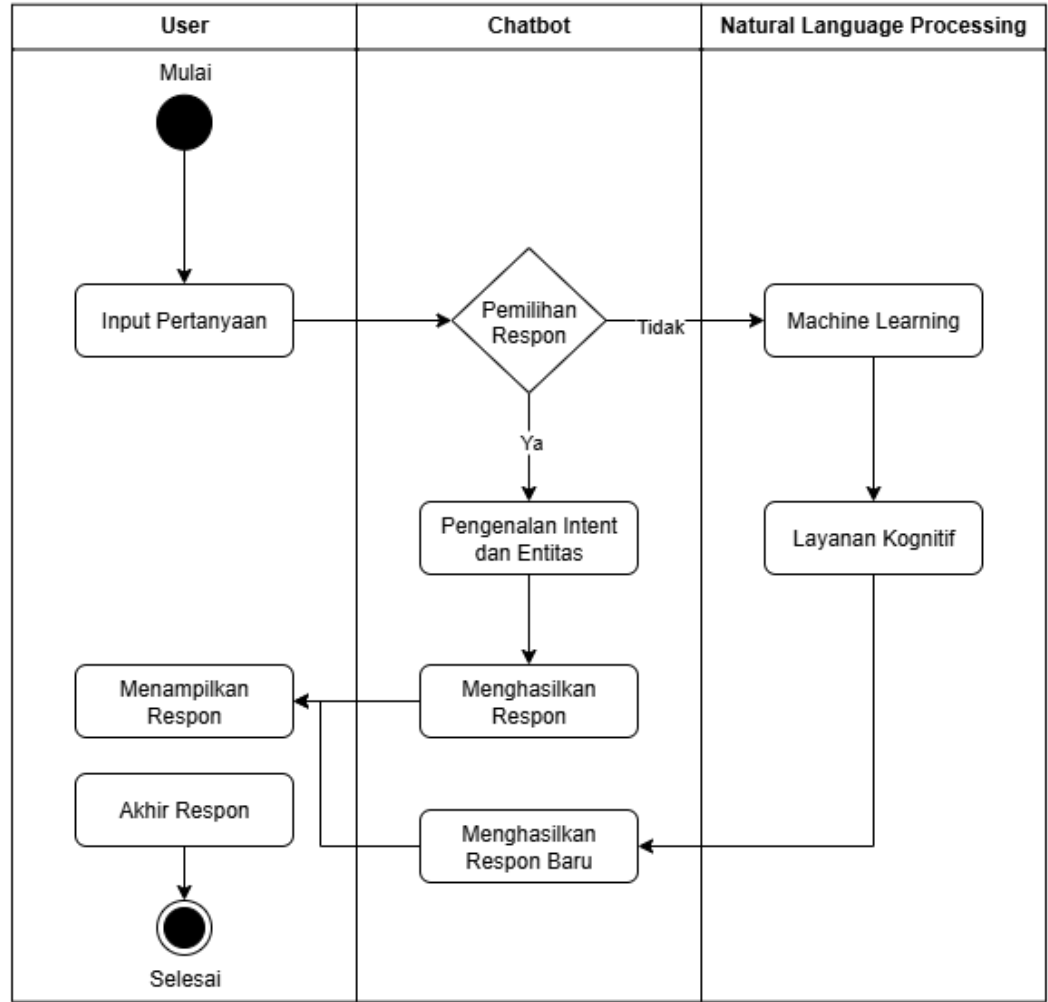 User
Chatbot
Natural Language Processing
Mulai
Input Pertanyaan
Pemilihan
Respon
Tidak
Machine Learning
Ya
Pengenalan Intent
dan Entitas
Layanan Kognitif
Menampilkan
Respon
Menghasilkan
Respon
Akhir Respon
Menghasilkan
Respon Baru
Selesai